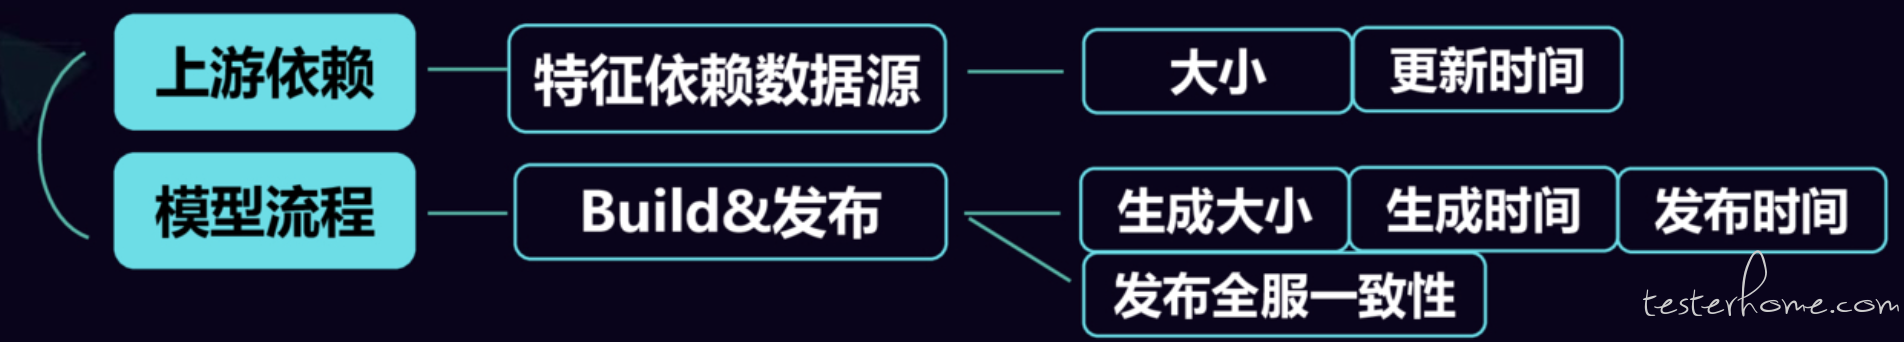 上游依赖 特征依赖数据源 大小 更新时间
模型流程 Build&发布 生成大小 生成时间 发布时间
发布全服一致性
testerhome.com